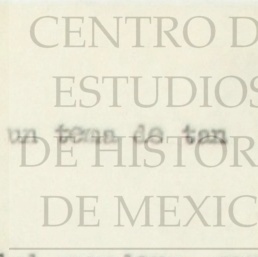 CENTRO D
ESTUDIOS
un tema de tan
DE HISTOR
DE MEXIC